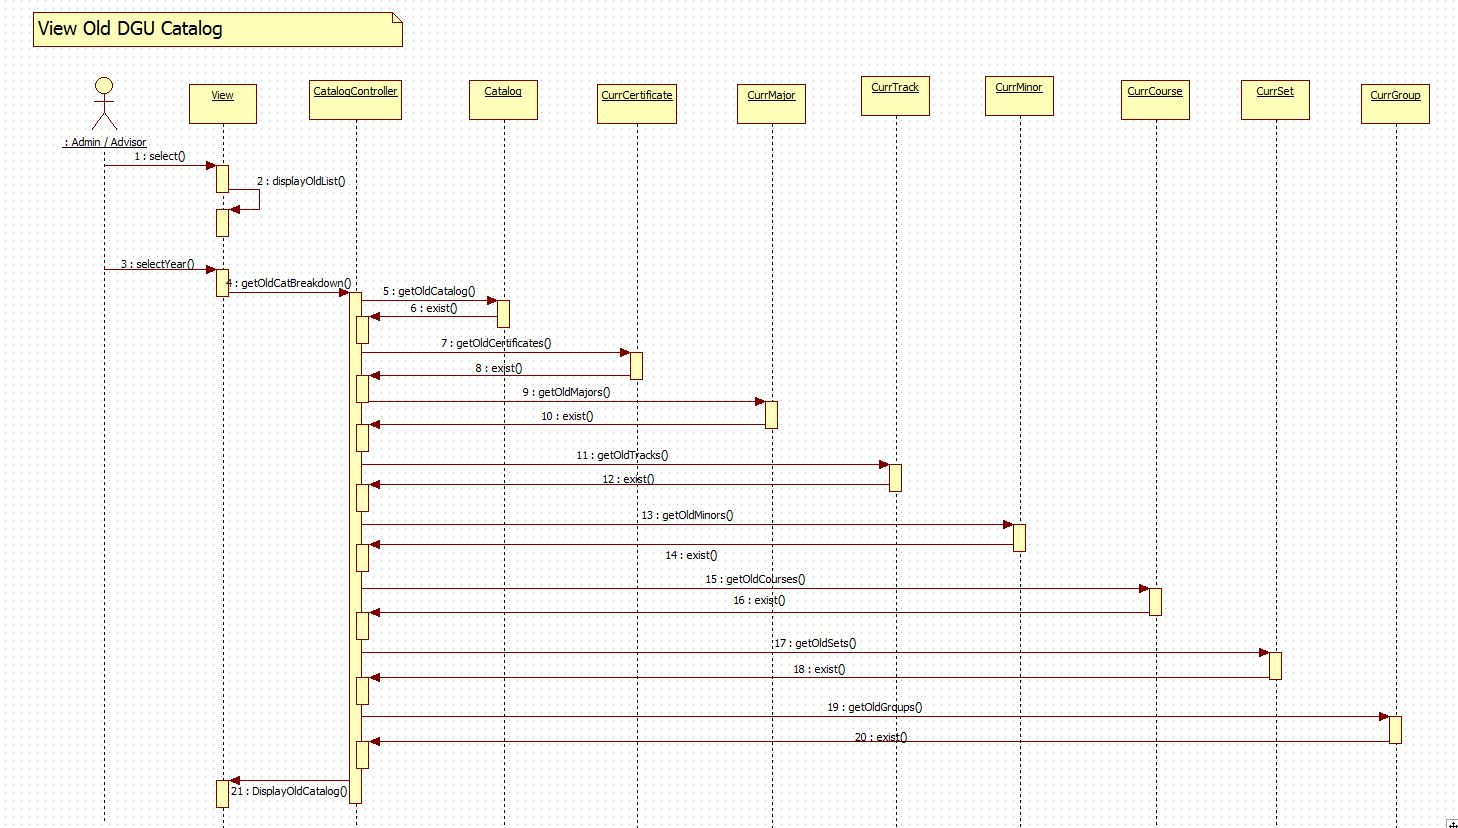 View Old DGU Catalog
: Admin / Advisor
View
CatalogController
Catalog
CurrCertificate
CurrMajor
CurrTrack
CurrMinor
CurrCourse
CurrSet
CurrGroup
1 : select()
2 : displayOldList()
3 : selectYear()
4 : getOldCatBreakdown()
5 : getOldCatalog()
6 : exist()
7 : getOldCertificates()
8 : exist()
9 : getOldMajors()
10 : exist()
11 : getOldTracks()
12 : exist()
13 : getOldMinors()
14 : exist()
15 : getOldCourses()
16 : exist()
17 : getOldSets()
18 : exist()
19 : getOldGroups()
20 : exist()
21 : DisplayOldCatalog()